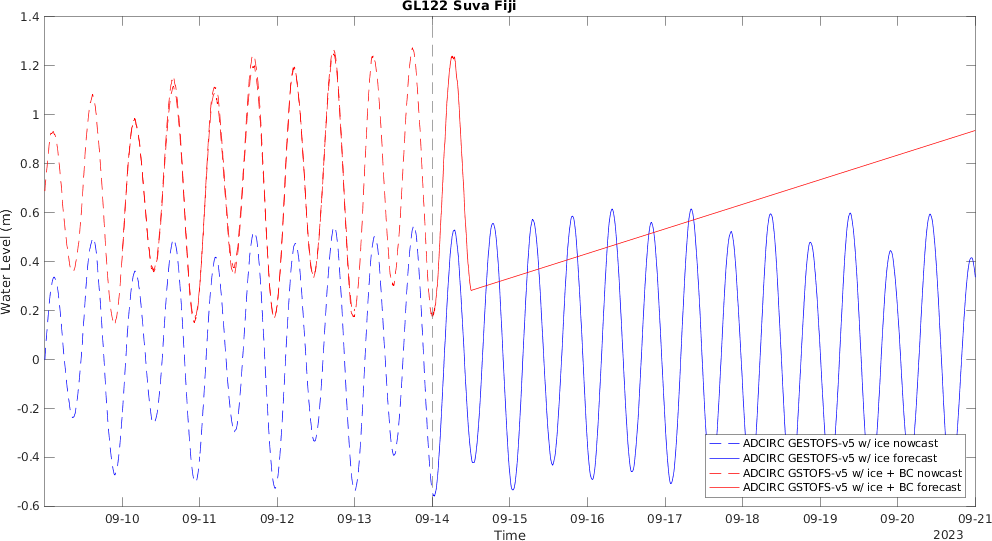 GL122 Suva Fiji
Water Level (m)
1.4
1.2
1
0.8
0.6
0.4
0.2
0
-0.2
-0.4
-0.6
ADCIRC GESTOFS-v5 w/ ice nowcast
ADCIRC GESTOFS-v5 w/ ice forecast
ADCIRC GSTOFS-v5 w/ ice + BC nowcast
ADCIRC GSTOFS-v5 w/ ice + BC forecast
09-10 09-11 09-12 09-13 09-14 09-15 09-16 09-17 09-18 09-19 09-20 09-21
Time
2023